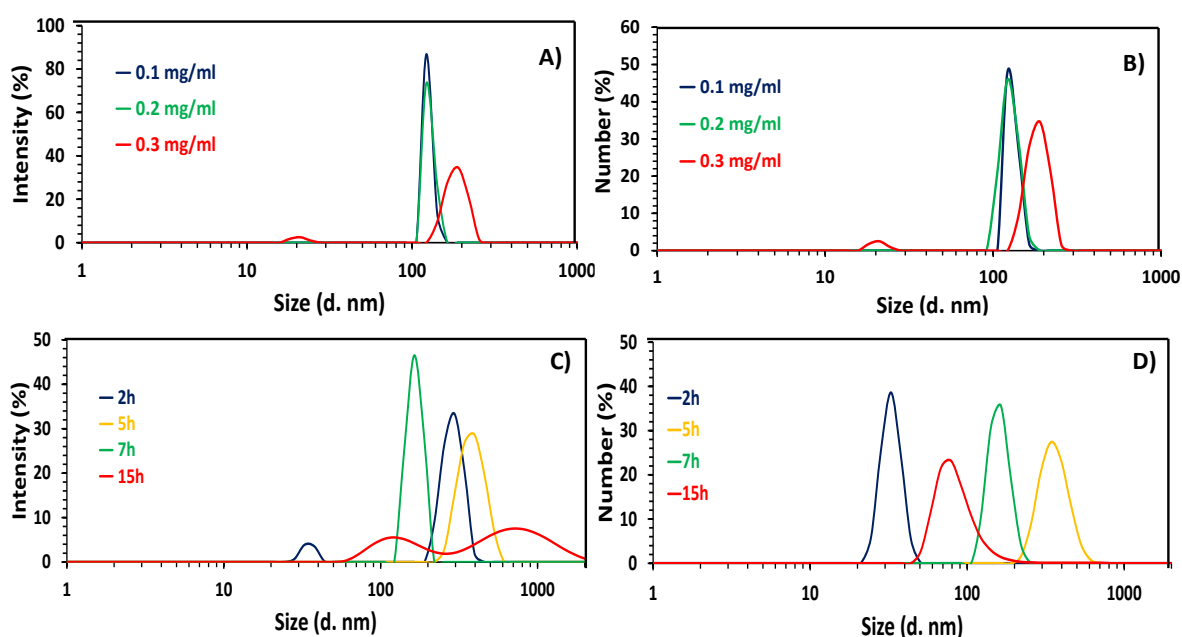 A)
Intensity (%)
100
80
60
40
20
0
0.1 mg/ml
0.2 mg/ml
0.3 mg/ml
1 10 100 1000
Size (d. nm)
B)
Number (%)
60
50
40
30
20
10
0
0.1 mg/ml
0.2 mg/ml
0.3 mg/ml
1 10 100 1000
Size (d. nm)
C)
Intensity (%)
50
40
30
20
10
0
2h
5h
7h
15h
1 10 100 1000
Size (d. nm)
D)
Number (%)
50
40
30
20
10
0
2h
5h
7h
15h
1 10 100 1000
Size (d. nm)